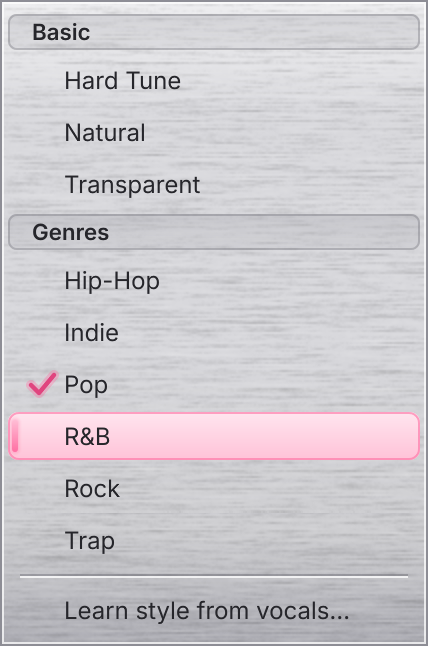 Basic
Hard Tune
Natural
Transparent
Genres
Hip-Hop
Indie
Pop
R&B
Rock
Trap
Learn style from vocals...